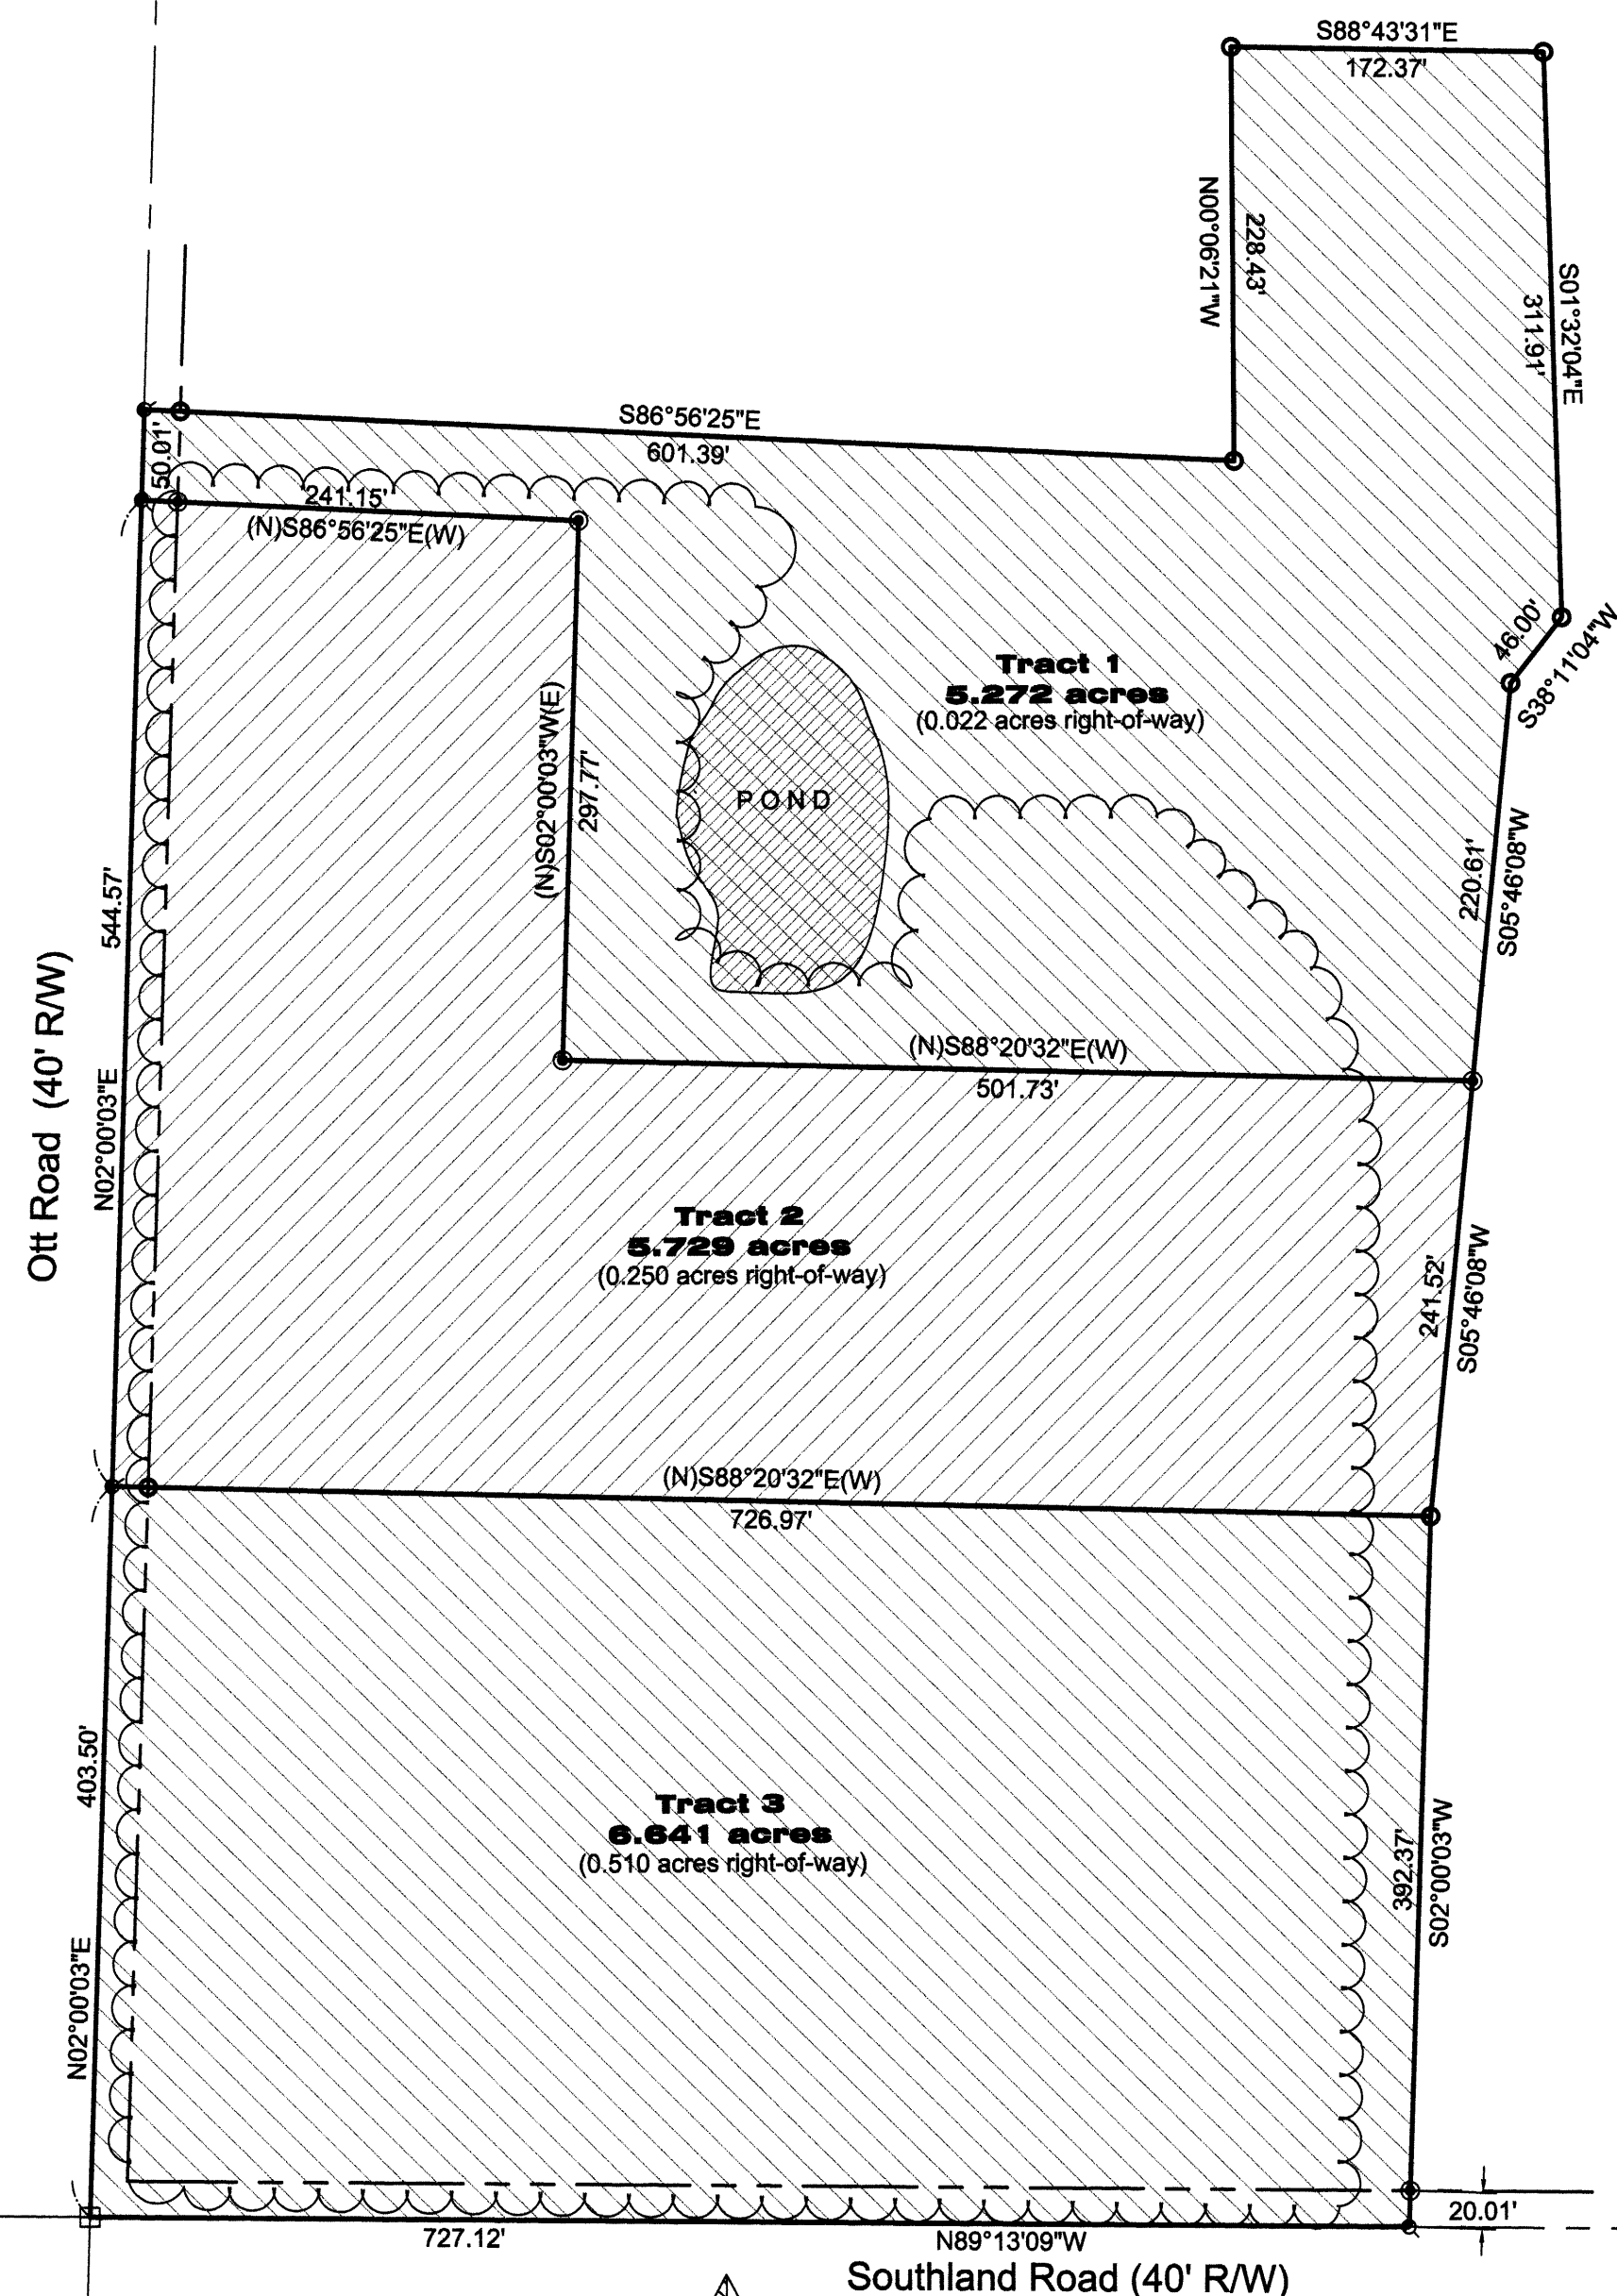 S88°43'31"E
172.37'
N00°06'21"W
228.43'
S01°32'04"E
311.91'
S86°56'25"E
601.39'
50.01'
241.15'
(N)S86°56'25"E(W)
46.00'
S38°11'04"W
Tract 1
5.272 acres
(0.022 acres right-of-way)
(N)S02°00'03"W(E)
297.77'
POND
220.61'
S05°46'08"W
544.57'
N02°00'03"E
Ott Road (40' R/W)
(N)S88°20'32"E(W)
501.73'
Tract 2
5.729 acres
(0.250 acres right-of-way)
241.52'
S05°46'08"W
(N)S88°20'32"E(W)
726.97'
403.50'
N02°00'03"E
Tract 3
6.641 acres
(0.510 acres right-of-way)
392.37'
S02°00'03"W
20.01'
727.12'
N89°13'09"W
Southland Road (40' R/W)